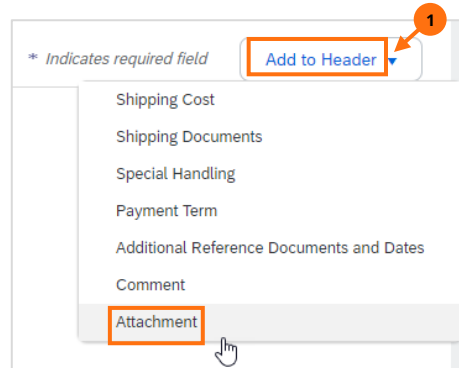 1
* Indicates required field
Add to Header
Shipping Cost
Shipping Documents
Special Handling
Payment Term
Additional Reference Documents and Dates
Comment
Attachment